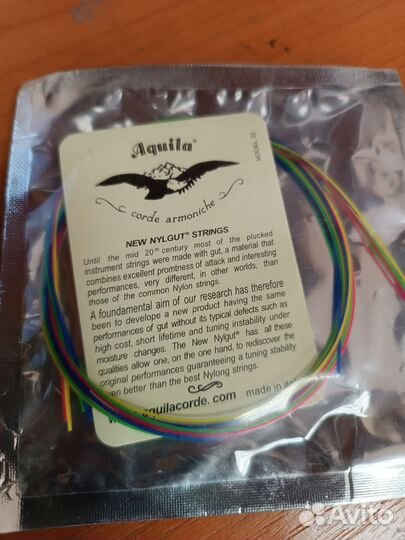 Aquila®
corde armoniche
NEW NYLGUT® STRINGS
Until the mid 20th century most of the plucked
instrument strings were made with gut, a material that
combines excellent promtness of attack and interesting
performances, very different, in other worlds, than
those of the common Nylon strings.
A foundamental aim of our research has therefore
been to develope a new product having the same
performances of gut without its typical defects such as
high cost, short lifetime and tuning instability under
moisture changes. The New Nylgut® has all these
qualities allow one, on the one hand, to rediscover the
original performances guaranteeing a tuning stability
even better than the best Nylong strings.
aquilacorde.com made in
Avito